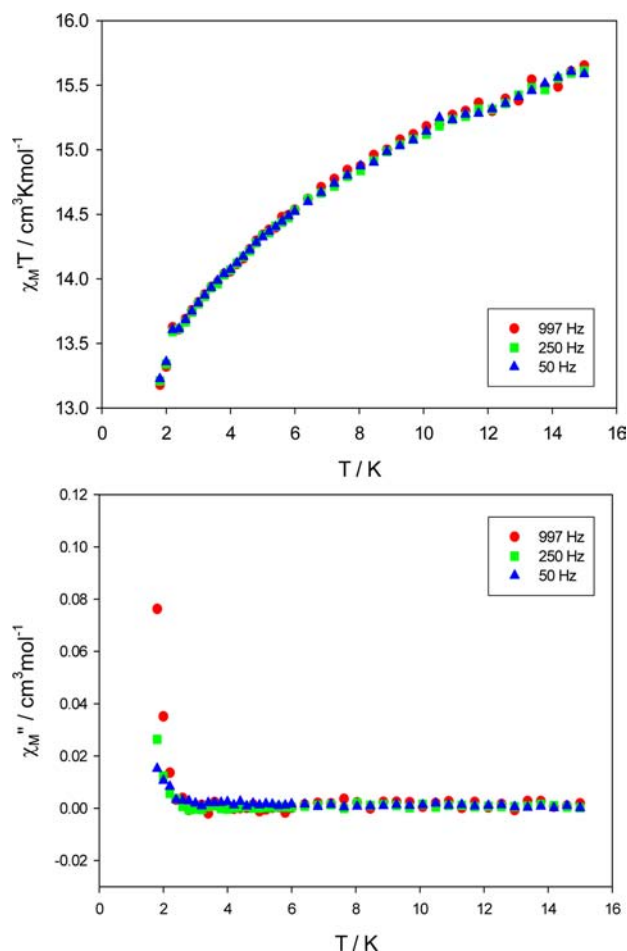 16.0
15.5
15.0
14.5
14.0
13.5
13.0
χM'T / cm³Kmol⁻¹
997 Hz
250 Hz
50 Hz
0 2 4 6 8 10 12 14 16
T / K
0.12
0.10
0.08
0.06
0.04
0.02
0.00
-0.02
χM'' / cm³mol⁻¹
997 Hz
250 Hz
50 Hz
0 2 4 6 8 10 12 14 16
T / K